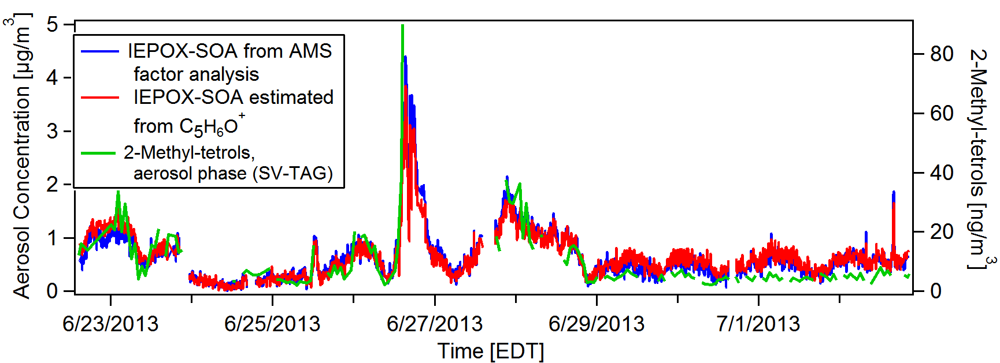 Aerosol Concentration [µg/m³]
5
4
3
2
1
0
IEPOX-SOA from AMS
factor analysis
IEPOX-SOA estimated
from C₅H₆O⁺
2-Methyl-tetrols,
aerosol phase (SV-TAG)
80
60
40
20
0
2-Methyl-tetrols [ng/m³]
6/23/2013 6/25/2013 6/27/2013 6/29/2013 7/1/2013
Time [EDT]